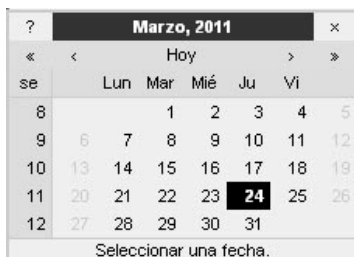 ? Marzo, 2011 ×
« ‹ Hoy › »
se Lun Mar Mié Ju Vi
8 1 2 3 4 5
9 6 7 8 9 10 11 12
10 13 14 15 16 17 18 19
11 20 21 22 23 24 25 26
12 27 28 29 30 31
Seleccionar una fecha.